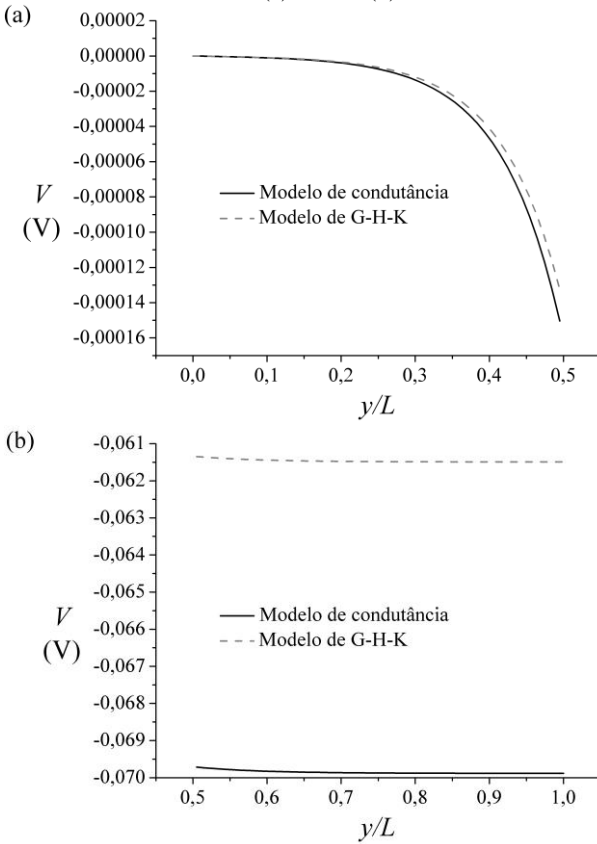 (a)
0,00002
0,00000
-0,00002
-0,00004
-0,00006
-0,00008
-0,00010
-0,00012
-0,00014
-0,00016
V
(V)
Modelo de condutância
Modelo de G-H-K
0,0 0,1 0,2 0,3 0,4 0,5
y/L
(b)
-0,061
-0,062
-0,063
-0,064
-0,065
-0,066
-0,067
-0,068
-0,069
-0,070
V
(V)
Modelo de condutância
Modelo de G-H-K
0,5 0,6 0,7 0,8 0,9 1,0
y/L